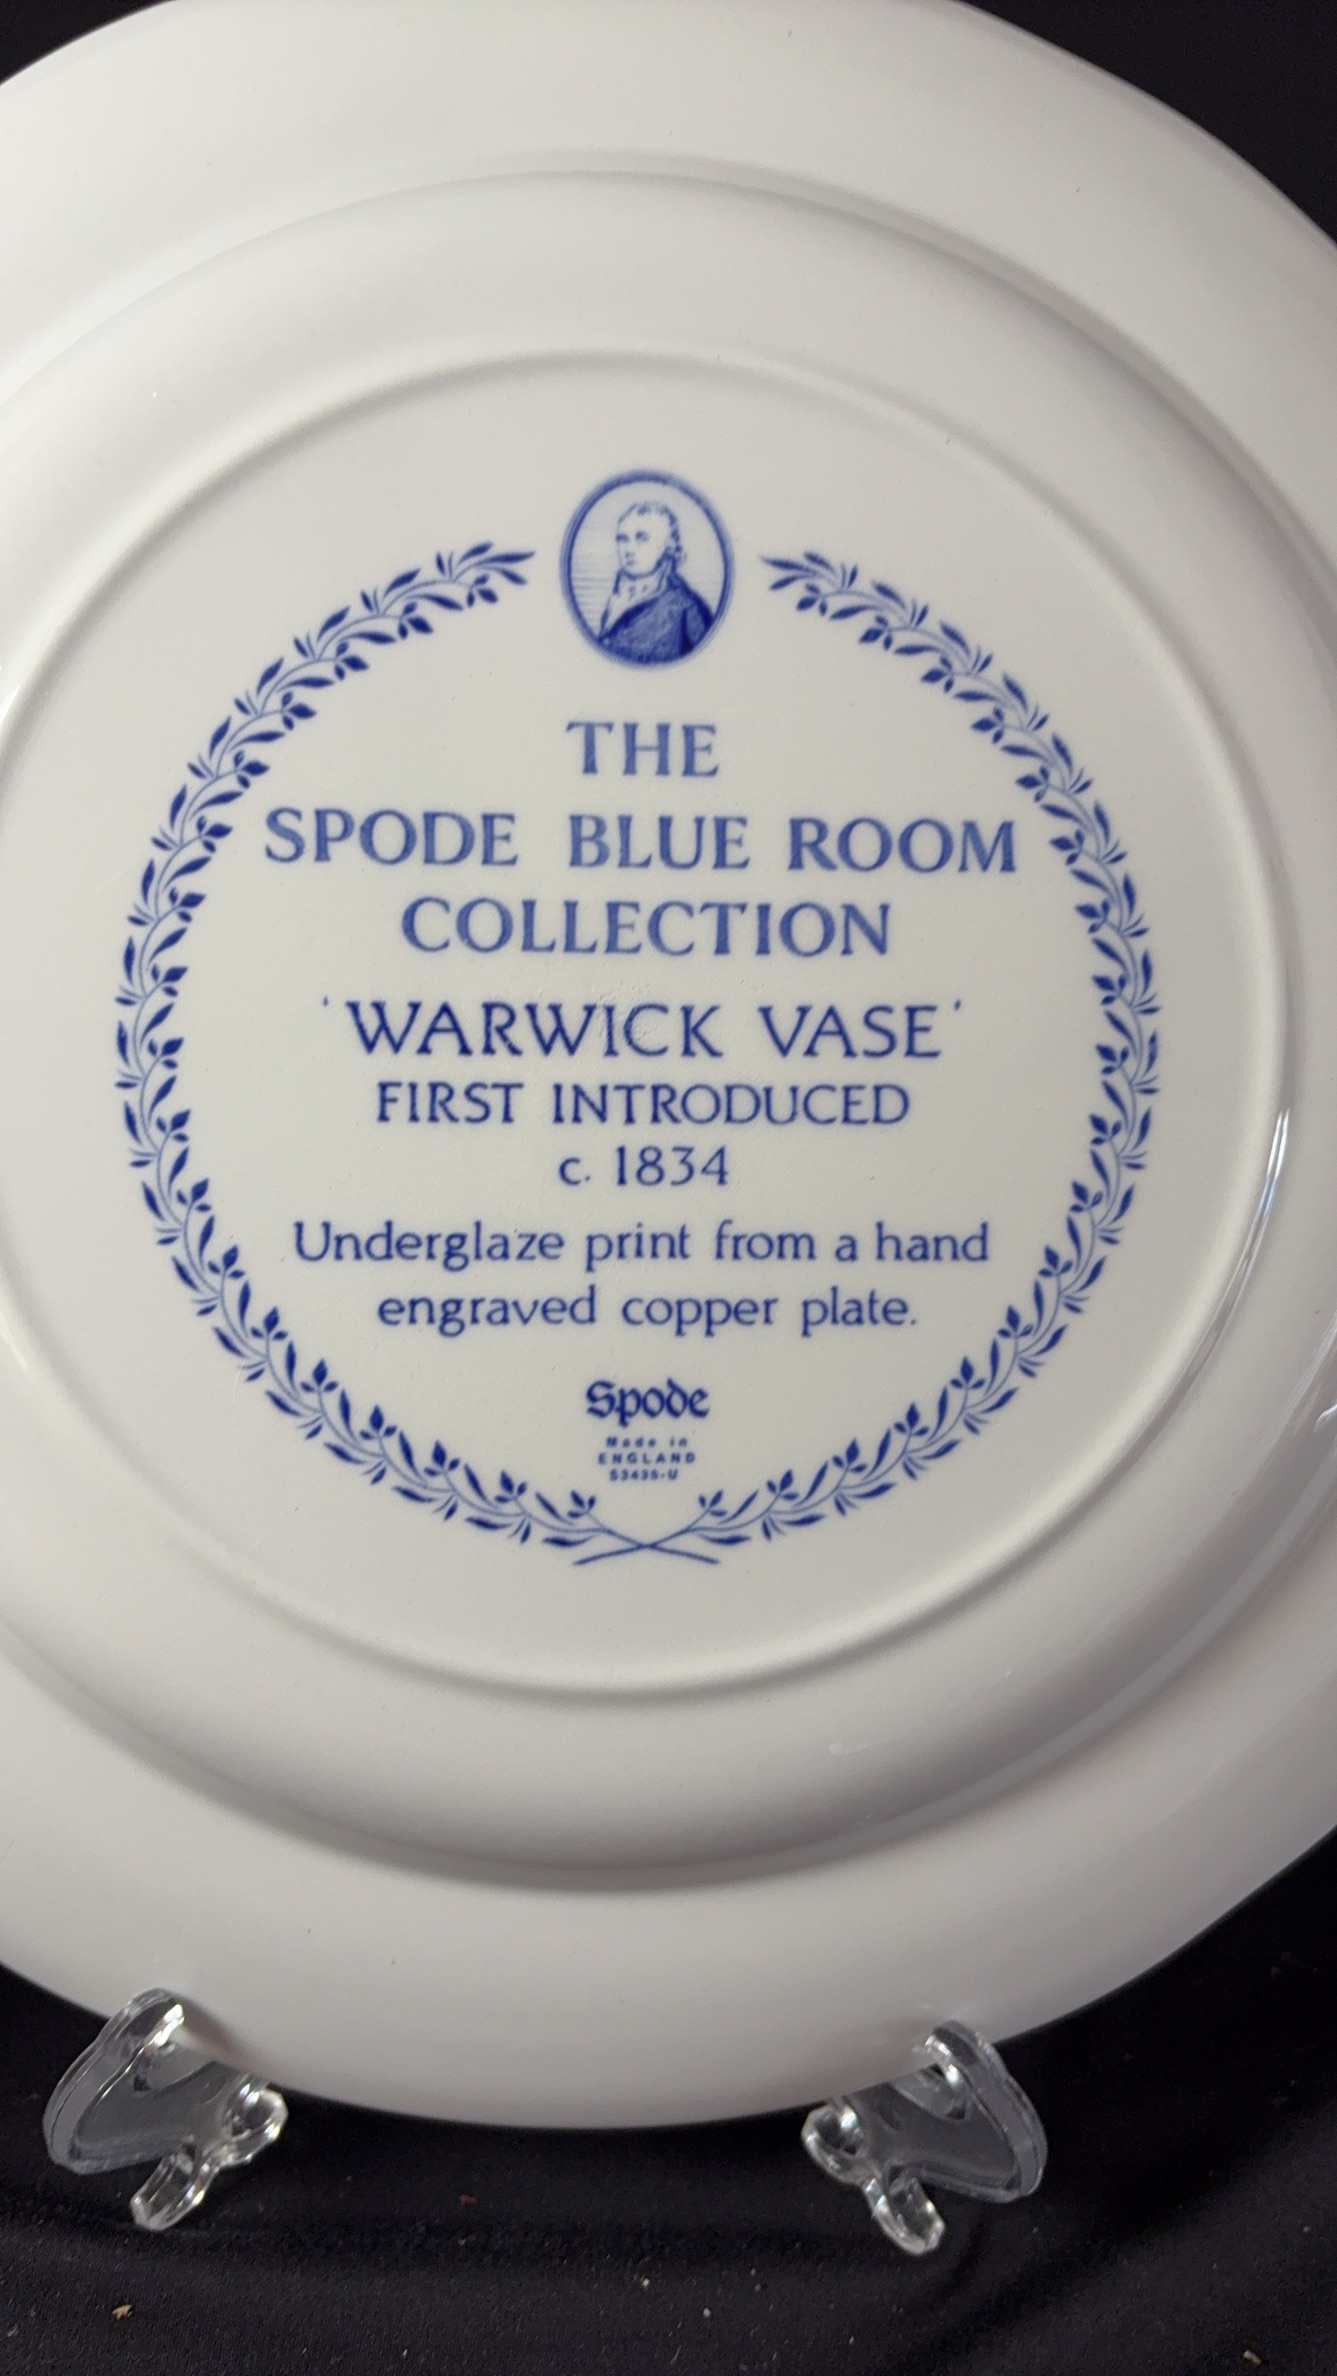 THE
SPODE BLUE ROOM
COLLECTION
'WARWICK VASE'
FIRST INTRODUCED
c. 1834
Underglaze print from a hand
engraved copper plate.
Spode
Made in
ENGLAND
S3435-U